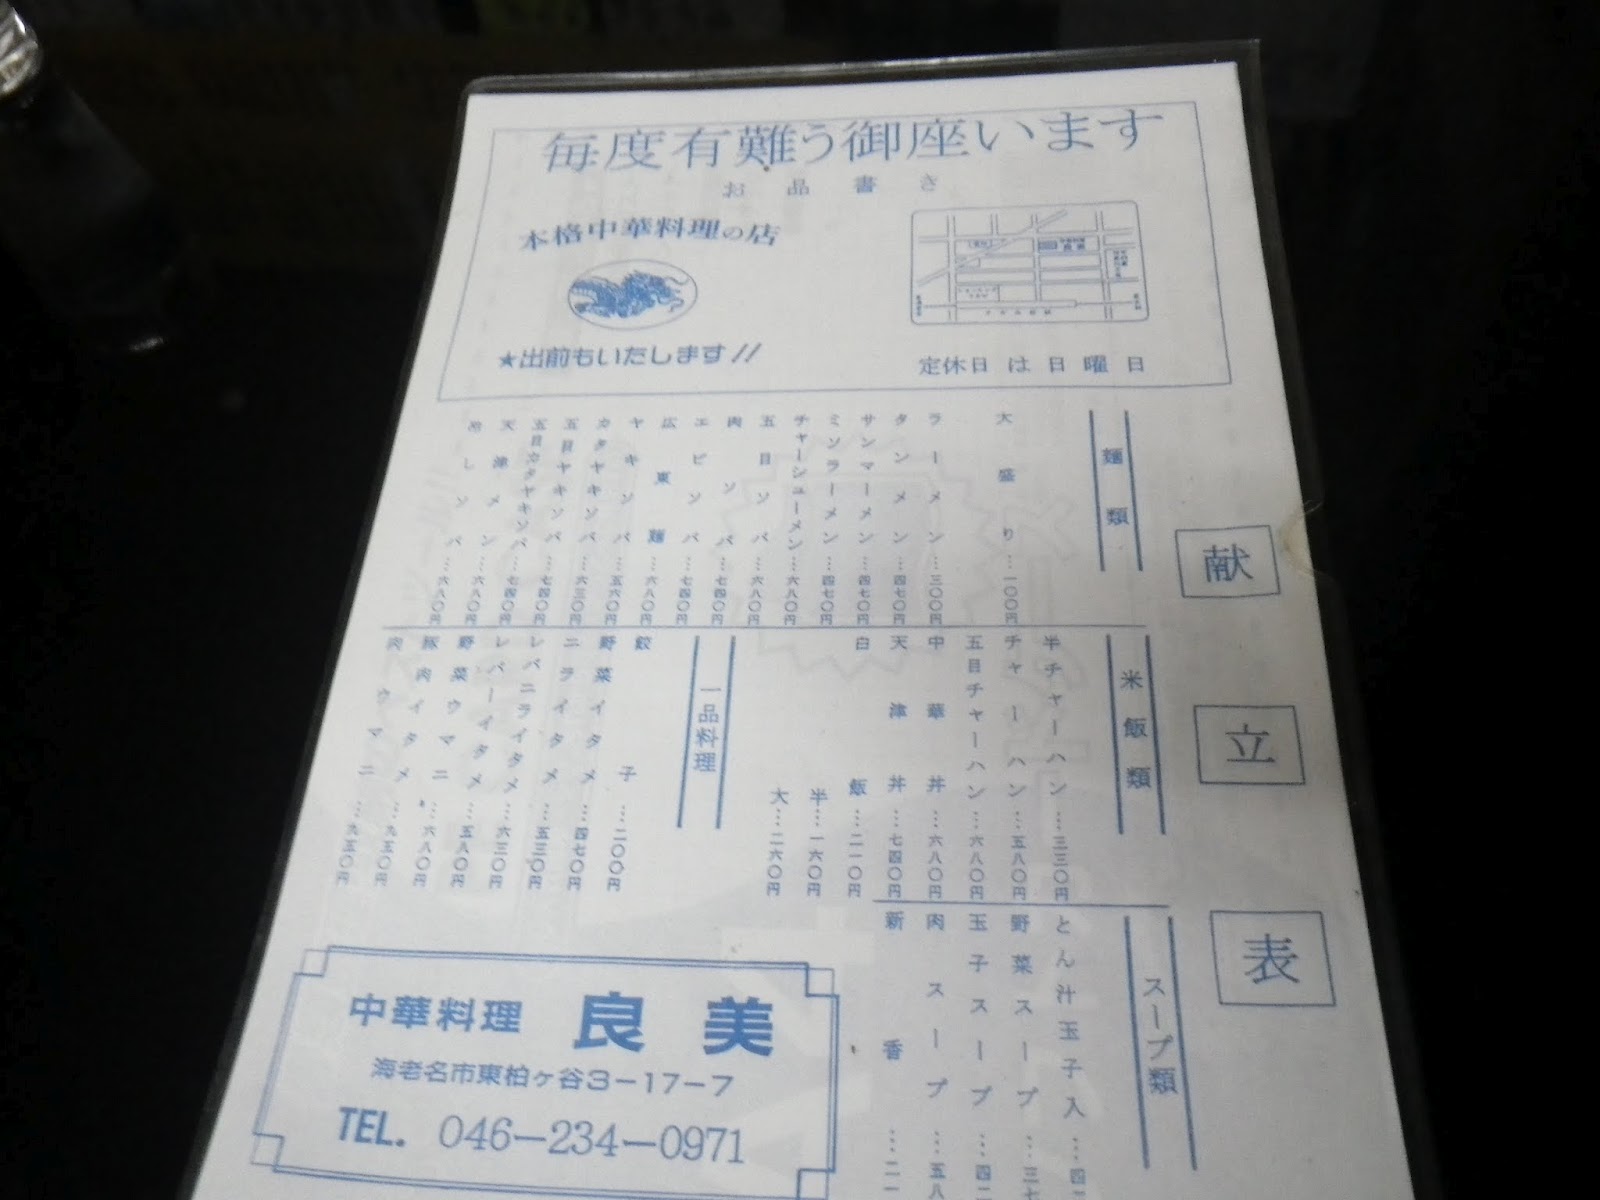 毎度有難う御座います
お品書き
本格中華料理の店
★出前もいたします!!
定休日は日曜日
献立表
麺類
大盛り…一〇〇円
ラーメン…三〇〇円
タンメン…四七〇円
サンマーメン…四七〇円
ミソラーメン…四七〇円
チャーシューメン…六八〇円
五目ソバ…六八〇円
肉ソバ…七四〇円
エビソバ…七四〇円
広東麺…六八〇円
ヤキソバ…五六〇円
カタヤキソバ…六三〇円
五目ヤキソバ…七四〇円
五目カタヤキソバ…七四〇円
天津メン…六八〇円
冷しソバ…六八〇円
米飯類
半チャーハン…三三〇円
チャーハン…五八〇円
五目チャーハン…六八〇円
中華丼…六八〇円
天津丼…七四〇円
白飯…二一〇円
半…一六〇円
大…二六〇円
一品料理
餃子…二〇〇円
野菜イタメ…四七〇円
ニライタメ…五三〇円
レバニライタメ…六三〇円
レバーイタメ…五八〇円
野菜ウマニ…六八〇円
豚肉イタメ…九五〇円
肉ウマニ…九五〇円
スープ類
とん汁玉子入…四二
野菜スープ…三七
玉子スープ…四二
肉スープ…五八
新香…二一
中華料理 良美
海老名市東柏ヶ谷3-17-7
TEL. 046-234-0971